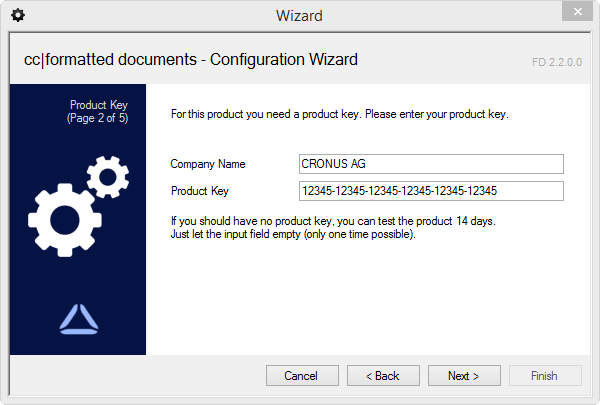 Wizard
cc|formatted documents - Configuration Wizard
FD 2.2.0.0
Product Key
(Page 2 of 5)
For this product you need a product key. Please enter your product key.
Company Name
CRONUS AG
Product Key
12345-12345-12345-12345-12345-12345
If you should have no product key, you can test the product 14 days.
Just let the input field empty (only one time possible).
Cancel
< Back
Next >
Finish